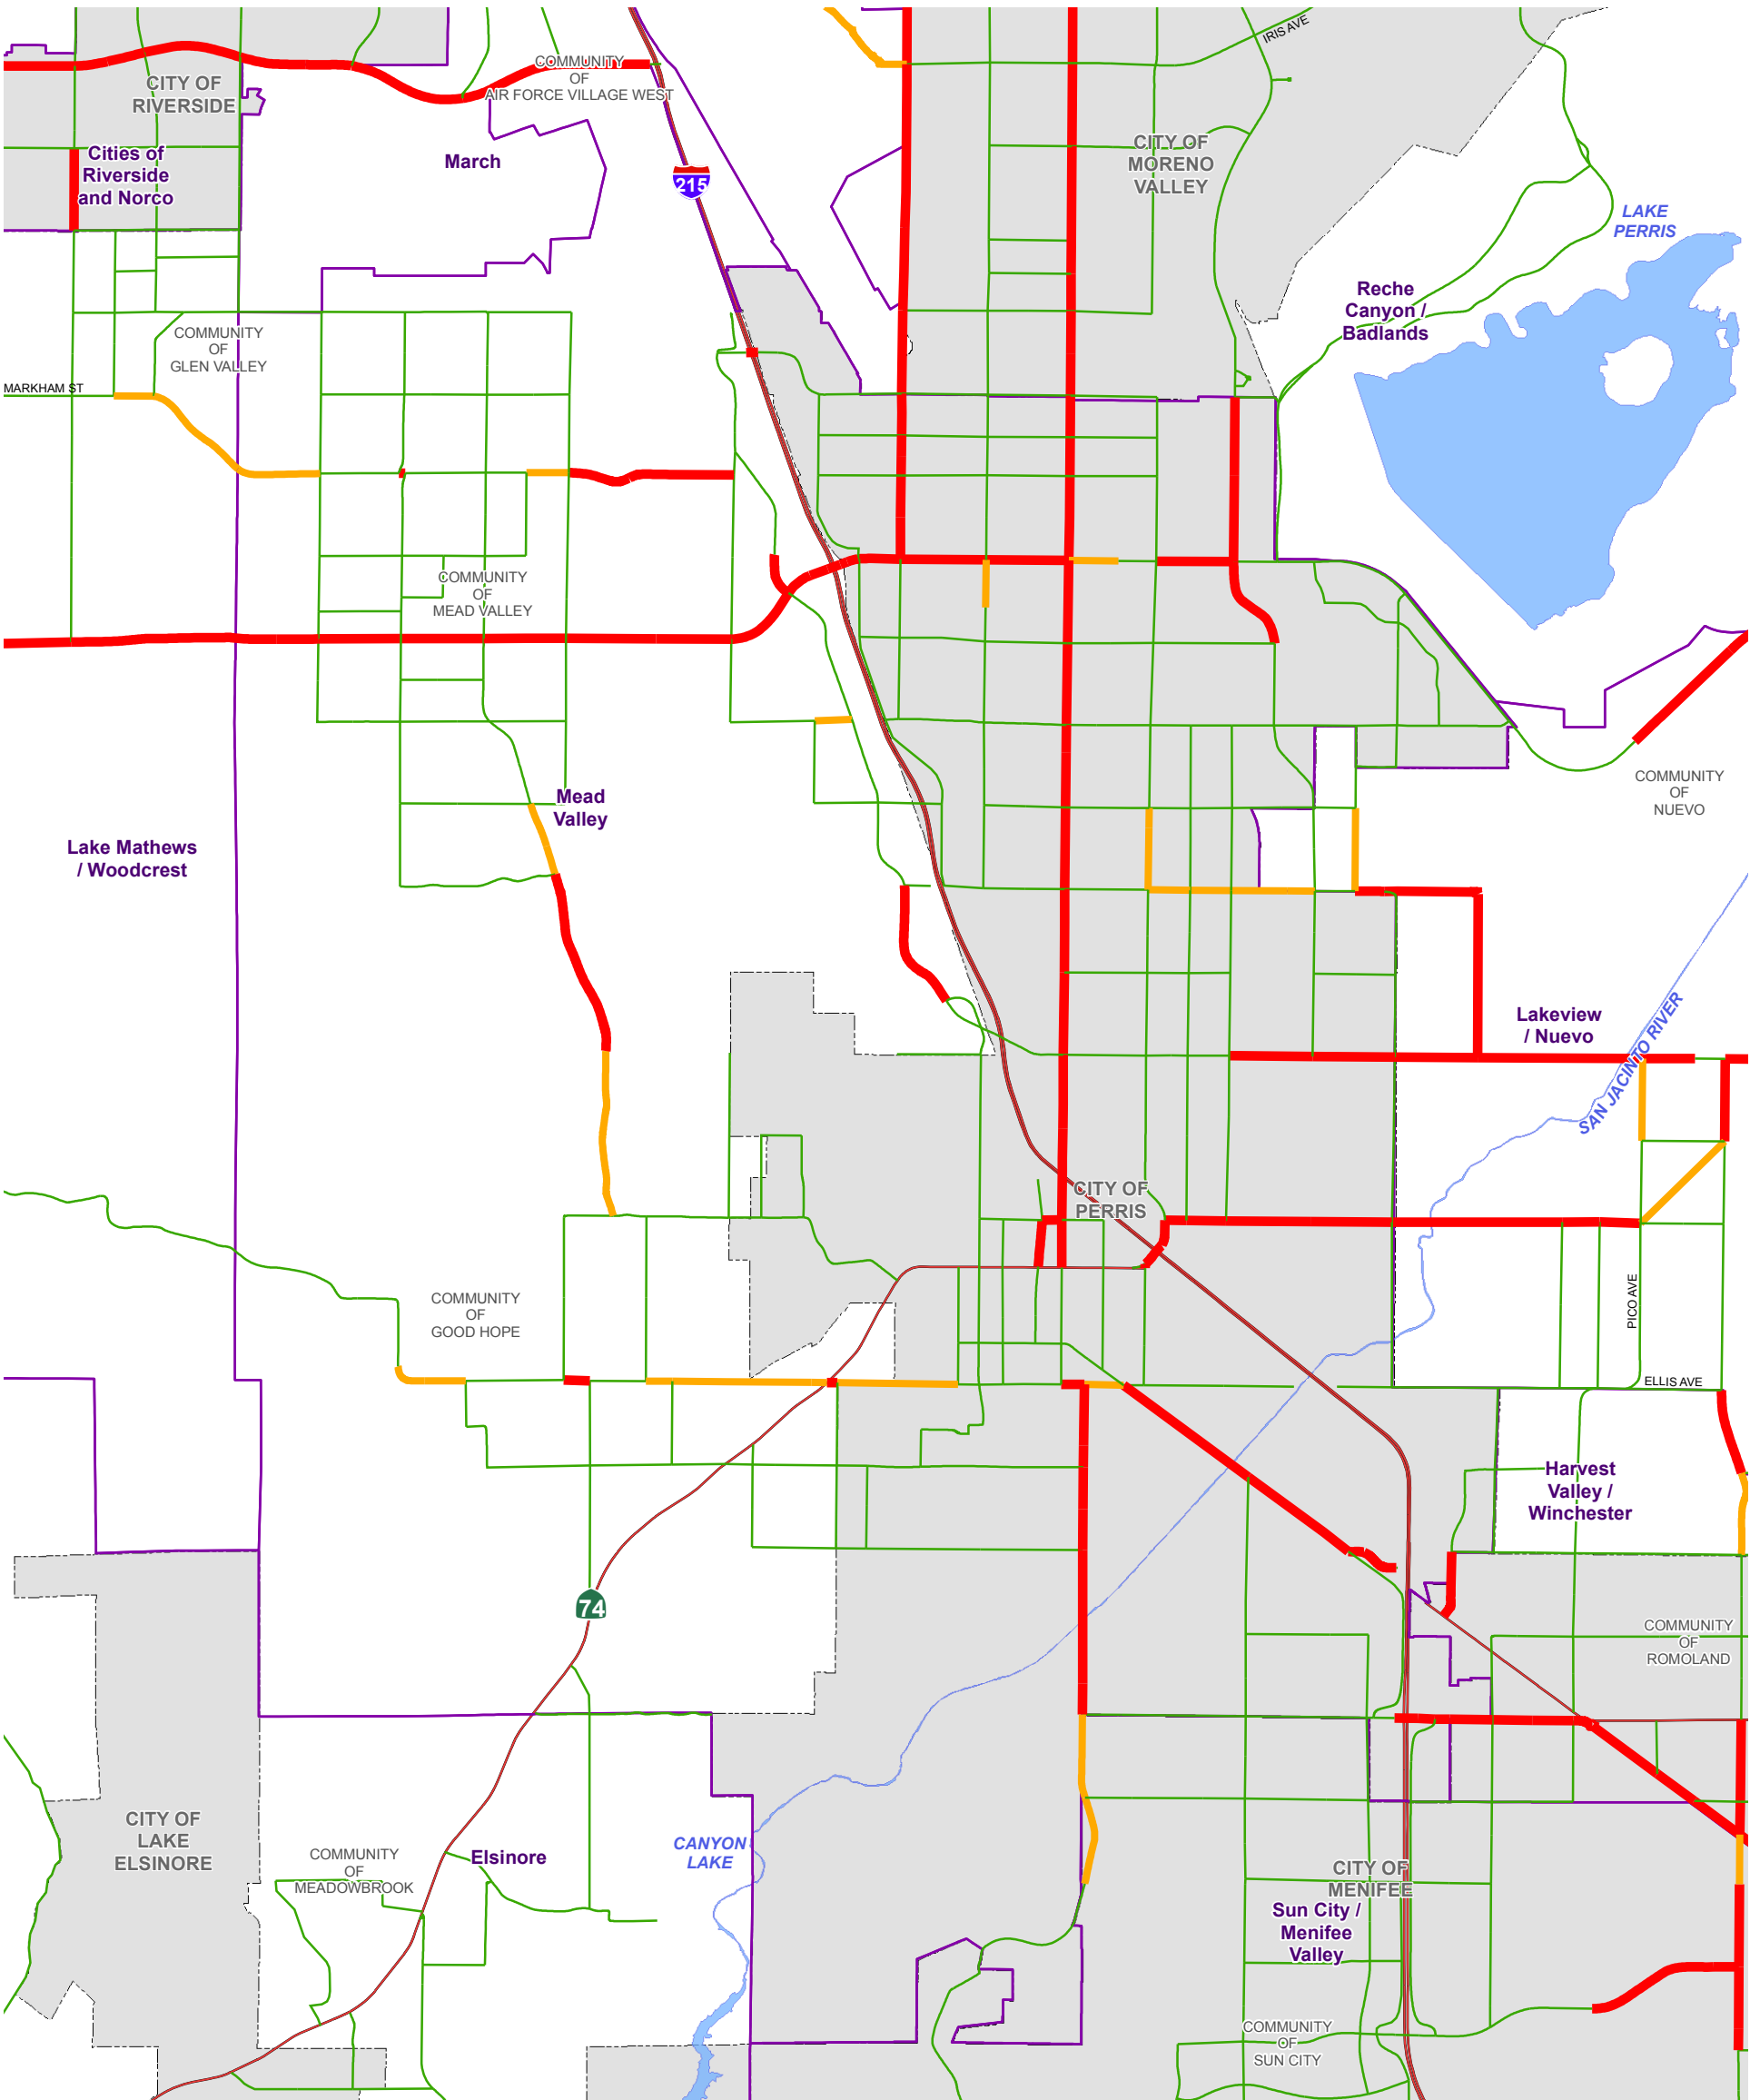 IRIS AVE
COMMUNITY
OF
AIR FORCE VILLAGE WEST
CITY OF
RIVERSIDE
Cities of
Riverside
and Norco
March
215
CITY OF
MORENO
VALLEY
LAKE
PERRIS
Reche
Canyon /
Badlands
COMMUNITY
OF
GLEN VALLEY
MARKHAM ST
COMMUNITY
OF
MEAD VALLEY
COMMUNITY
OF
NUEVO
Mead
Valley
Lake Mathews
/ Woodcrest
Lakeview
/ Nuevo
SAN JACINTO RIVER
CITY OF
PERRIS
PICO AVE
COMMUNITY
OF
GOOD HOPE
ELLIS AVE
Harvest
Valley /
Winchester
74
COMMUNITY
OF
ROMOLAND
CITY OF
LAKE
ELSINORE
COMMUNITY
OF
MEADOWBROOK
Elsinore
CANYON
LAKE
CITY OF
MENIFEE
Sun City /
Menifee
Valley
COMMUNITY
OF
SUN CITY